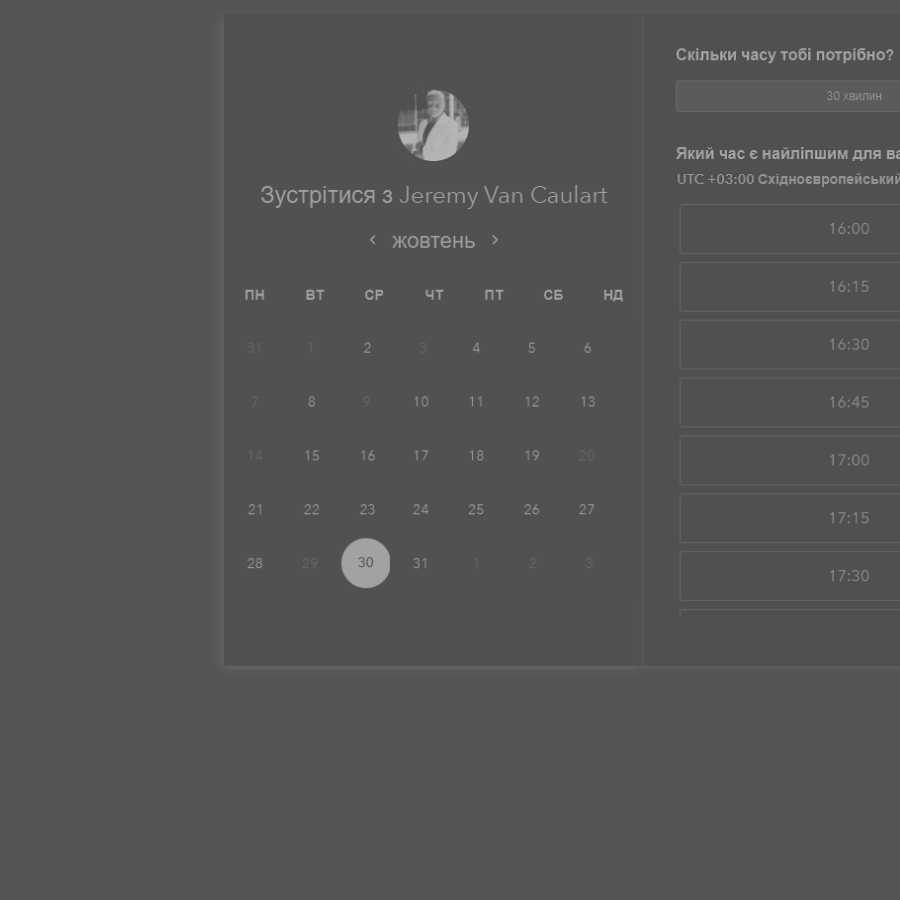 Зустрітися з Jeremy Van Caulart
жовтень
ПН ВТ СР ЧТ ПТ СБ НД
31 1 2 3 4 5 6
7 8 9 10 11 12 13
14 15 16 17 18 19 20
21 22 23 24 25 26 27
28 29 30 31 1 2 3
Скільки часу тобі потрібно?
30 хвилин
Який час є найліпшим для ва
UTC +03:00 Східноєвропейський
16:00
16:15
16:30
16:45
17:00
17:15
17:30